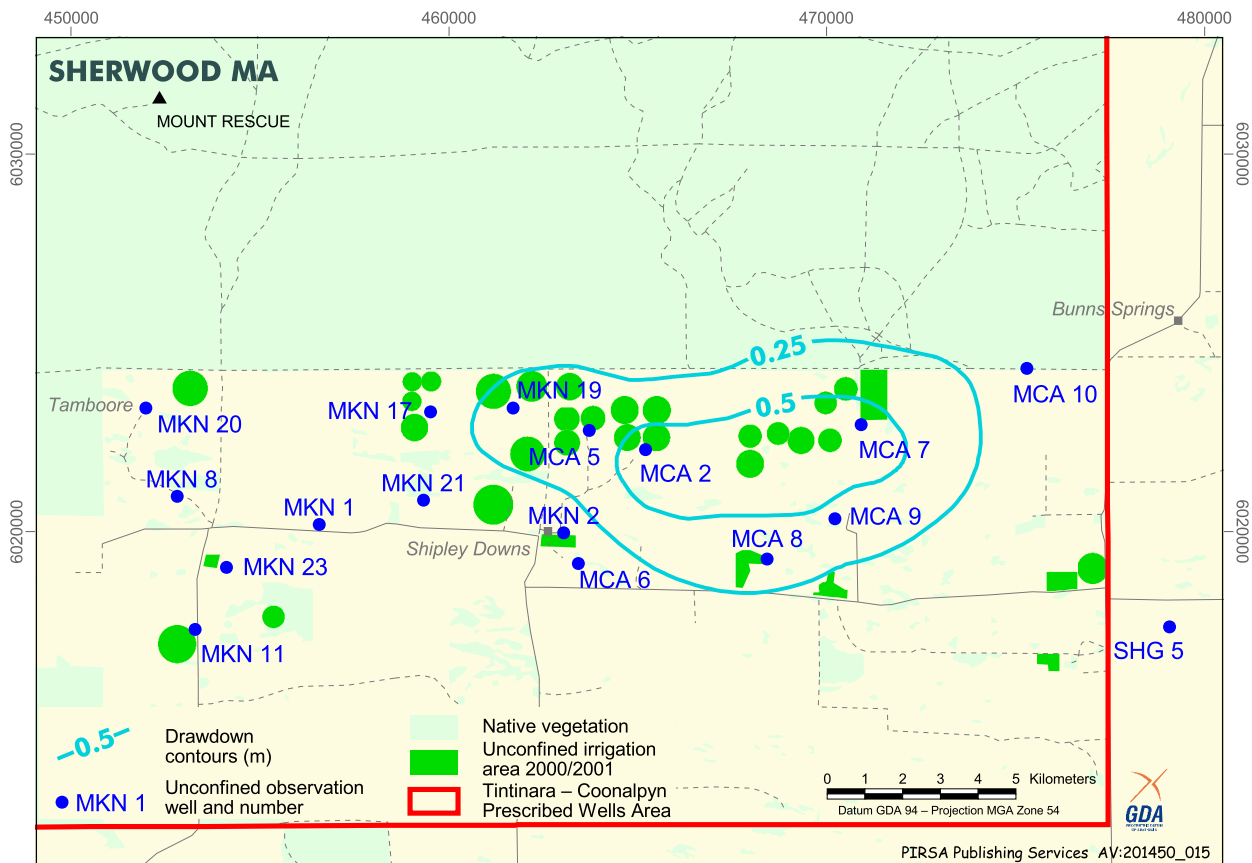 450000
460000
470000
480000
SHERWOOD MA
MOUNT RESCUE
6030000
6030000
Bunns Springs
0.25
MCA 10
MKN 19
0.5
Tamboore
MKN 20
MKN 17
MCA 7
MCA 5
MCA 2
MKN 8
MKN 21
MKN 1
MKN 2
MCA 9
6020000
6020000
Shipley Downs
MCA 8
MKN 23
MCA 6
MKN 11
SHG 5
0.5
Drawdown
contours (m)
MKN 1
Unconfined observation
well and number
Native vegetation
Unconfined irrigation
area 2000/2001
Tintinara – Coonalpyn
Prescribed Wells Area
0 1 2 3 4 5 Kilometers
Datum GDA 94 – Projection MGA Zone 54
GDA
PIRSA Publishing Services AV:201450_015